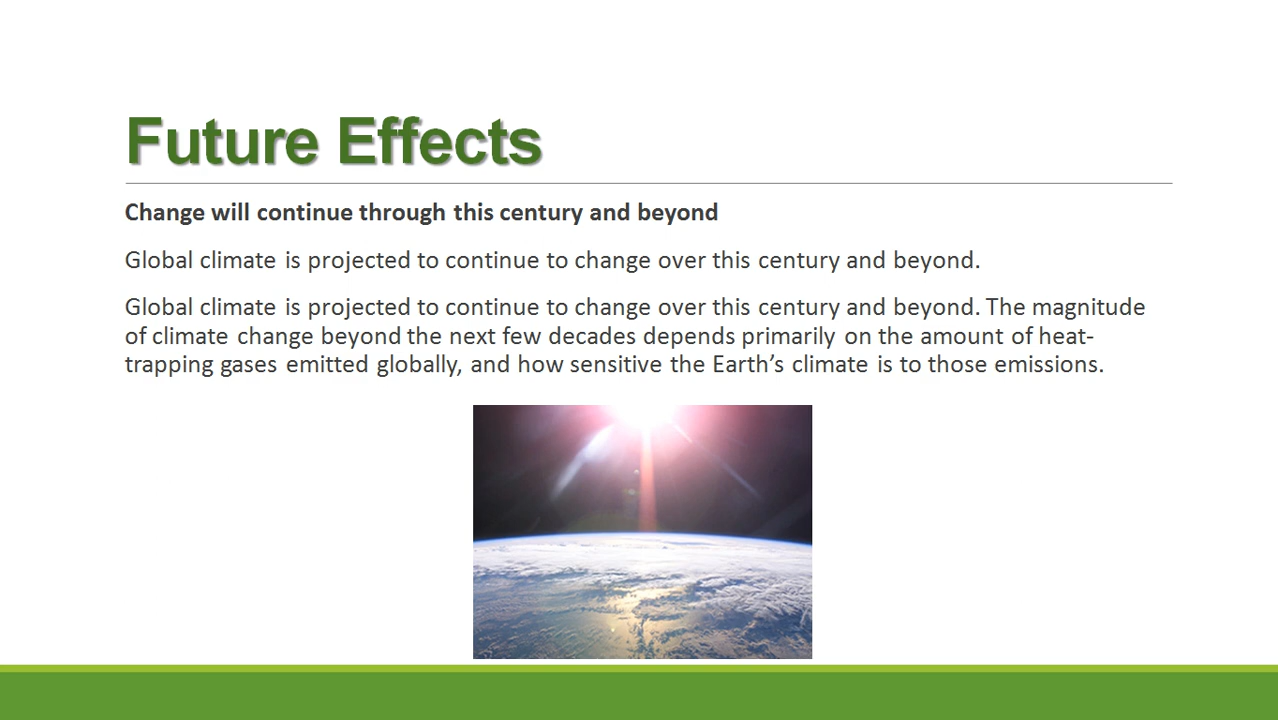 Future Effects
Change will continue through this century and beyond
Global climate is projected to continue to change over this century and beyond.
Global climate is projected to continue to change over this century and beyond. The magnitude
of climate change beyond the next few decades depends primarily on the amount of heat-
trapping gases emitted globally, and how sensitive the Earth’s climate is to those emissions.